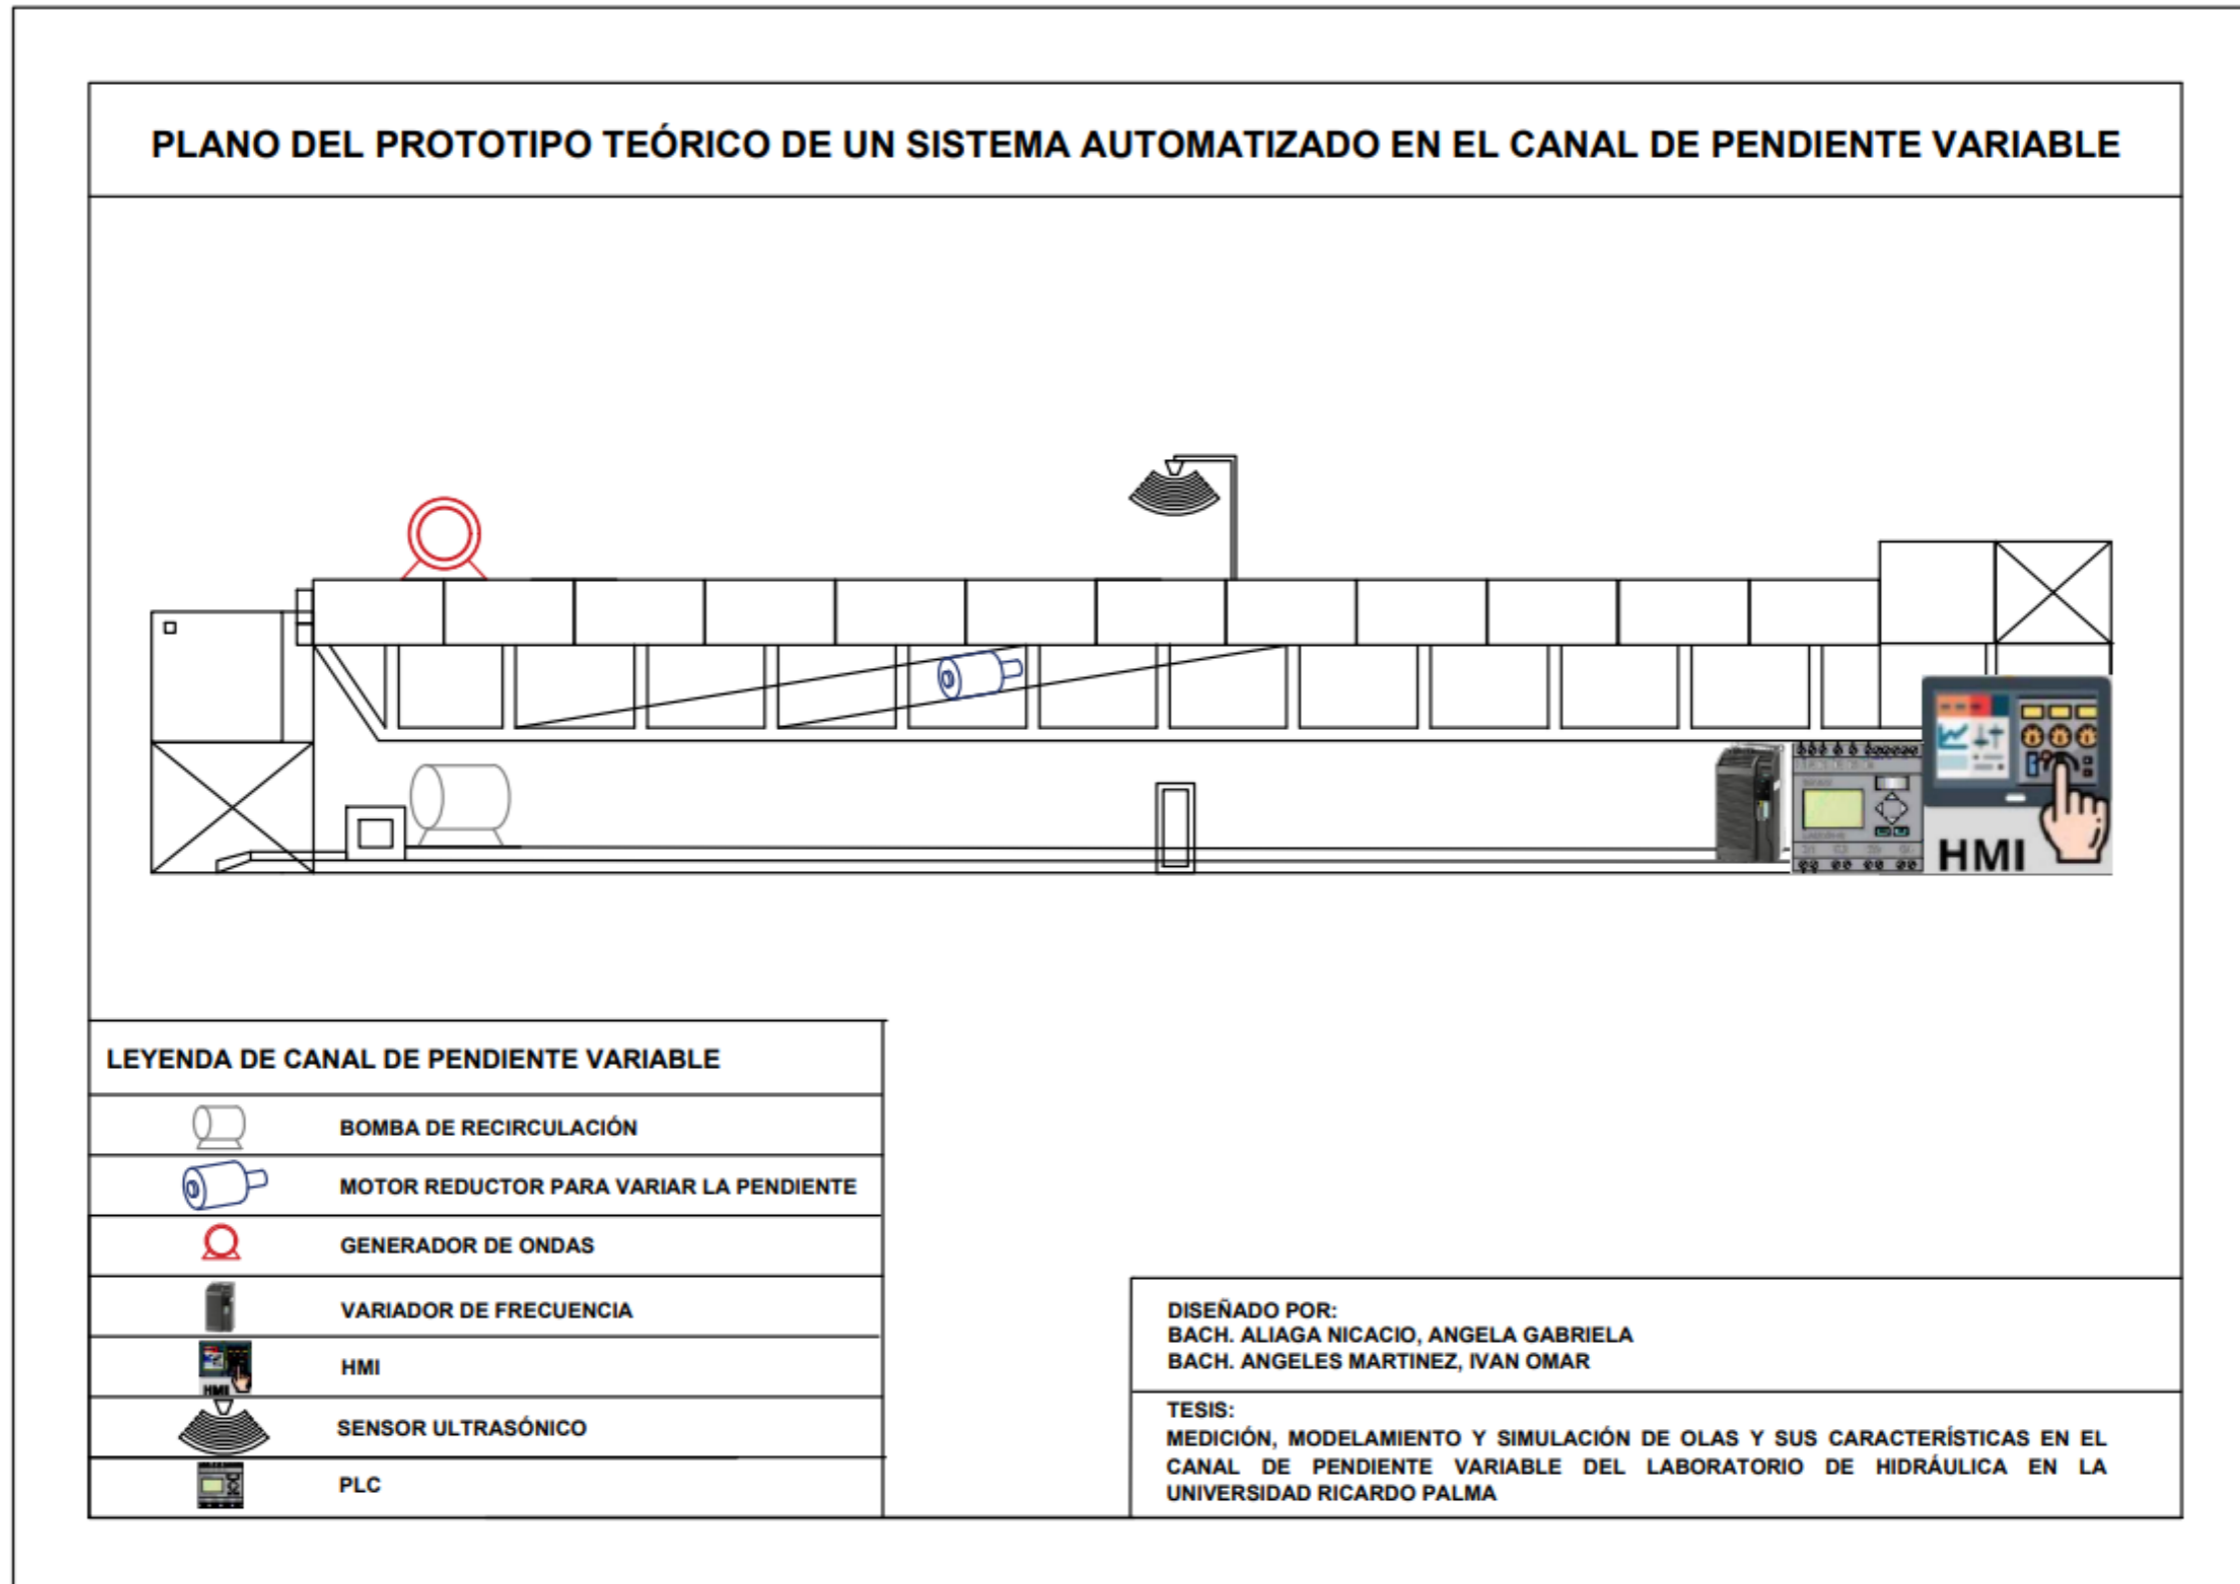 PLANO DEL PROTOTIPO TEÓRICO DE UN SISTEMA AUTOMATIZADO EN EL CANAL DE PENDIENTE VARIABLE
HMI
LEYENDA DE CANAL DE PENDIENTE VARIABLE
BOMBA DE RECIRCULACIÓN
MOTOR REDUCTOR PARA VARIAR LA PENDIENTE
GENERADOR DE ONDAS
VARIADOR DE FRECUENCIA
HMI
HMI
SENSOR ULTRASÓNICO
PLC
DISEÑADO POR:
BACH. ALIAGA NICACIO, ANGELA GABRIELA
BACH. ANGELES MARTINEZ, IVAN OMAR
TESIS:
MEDICIÓN, MODELAMIENTO Y SIMULACIÓN DE OLAS Y SUS CARACTERÍSTICAS EN EL
CANAL DE PENDIENTE VARIABLE DEL LABORATORIO DE HIDRÁULICA EN LA
UNIVERSIDAD RICARDO PALMA